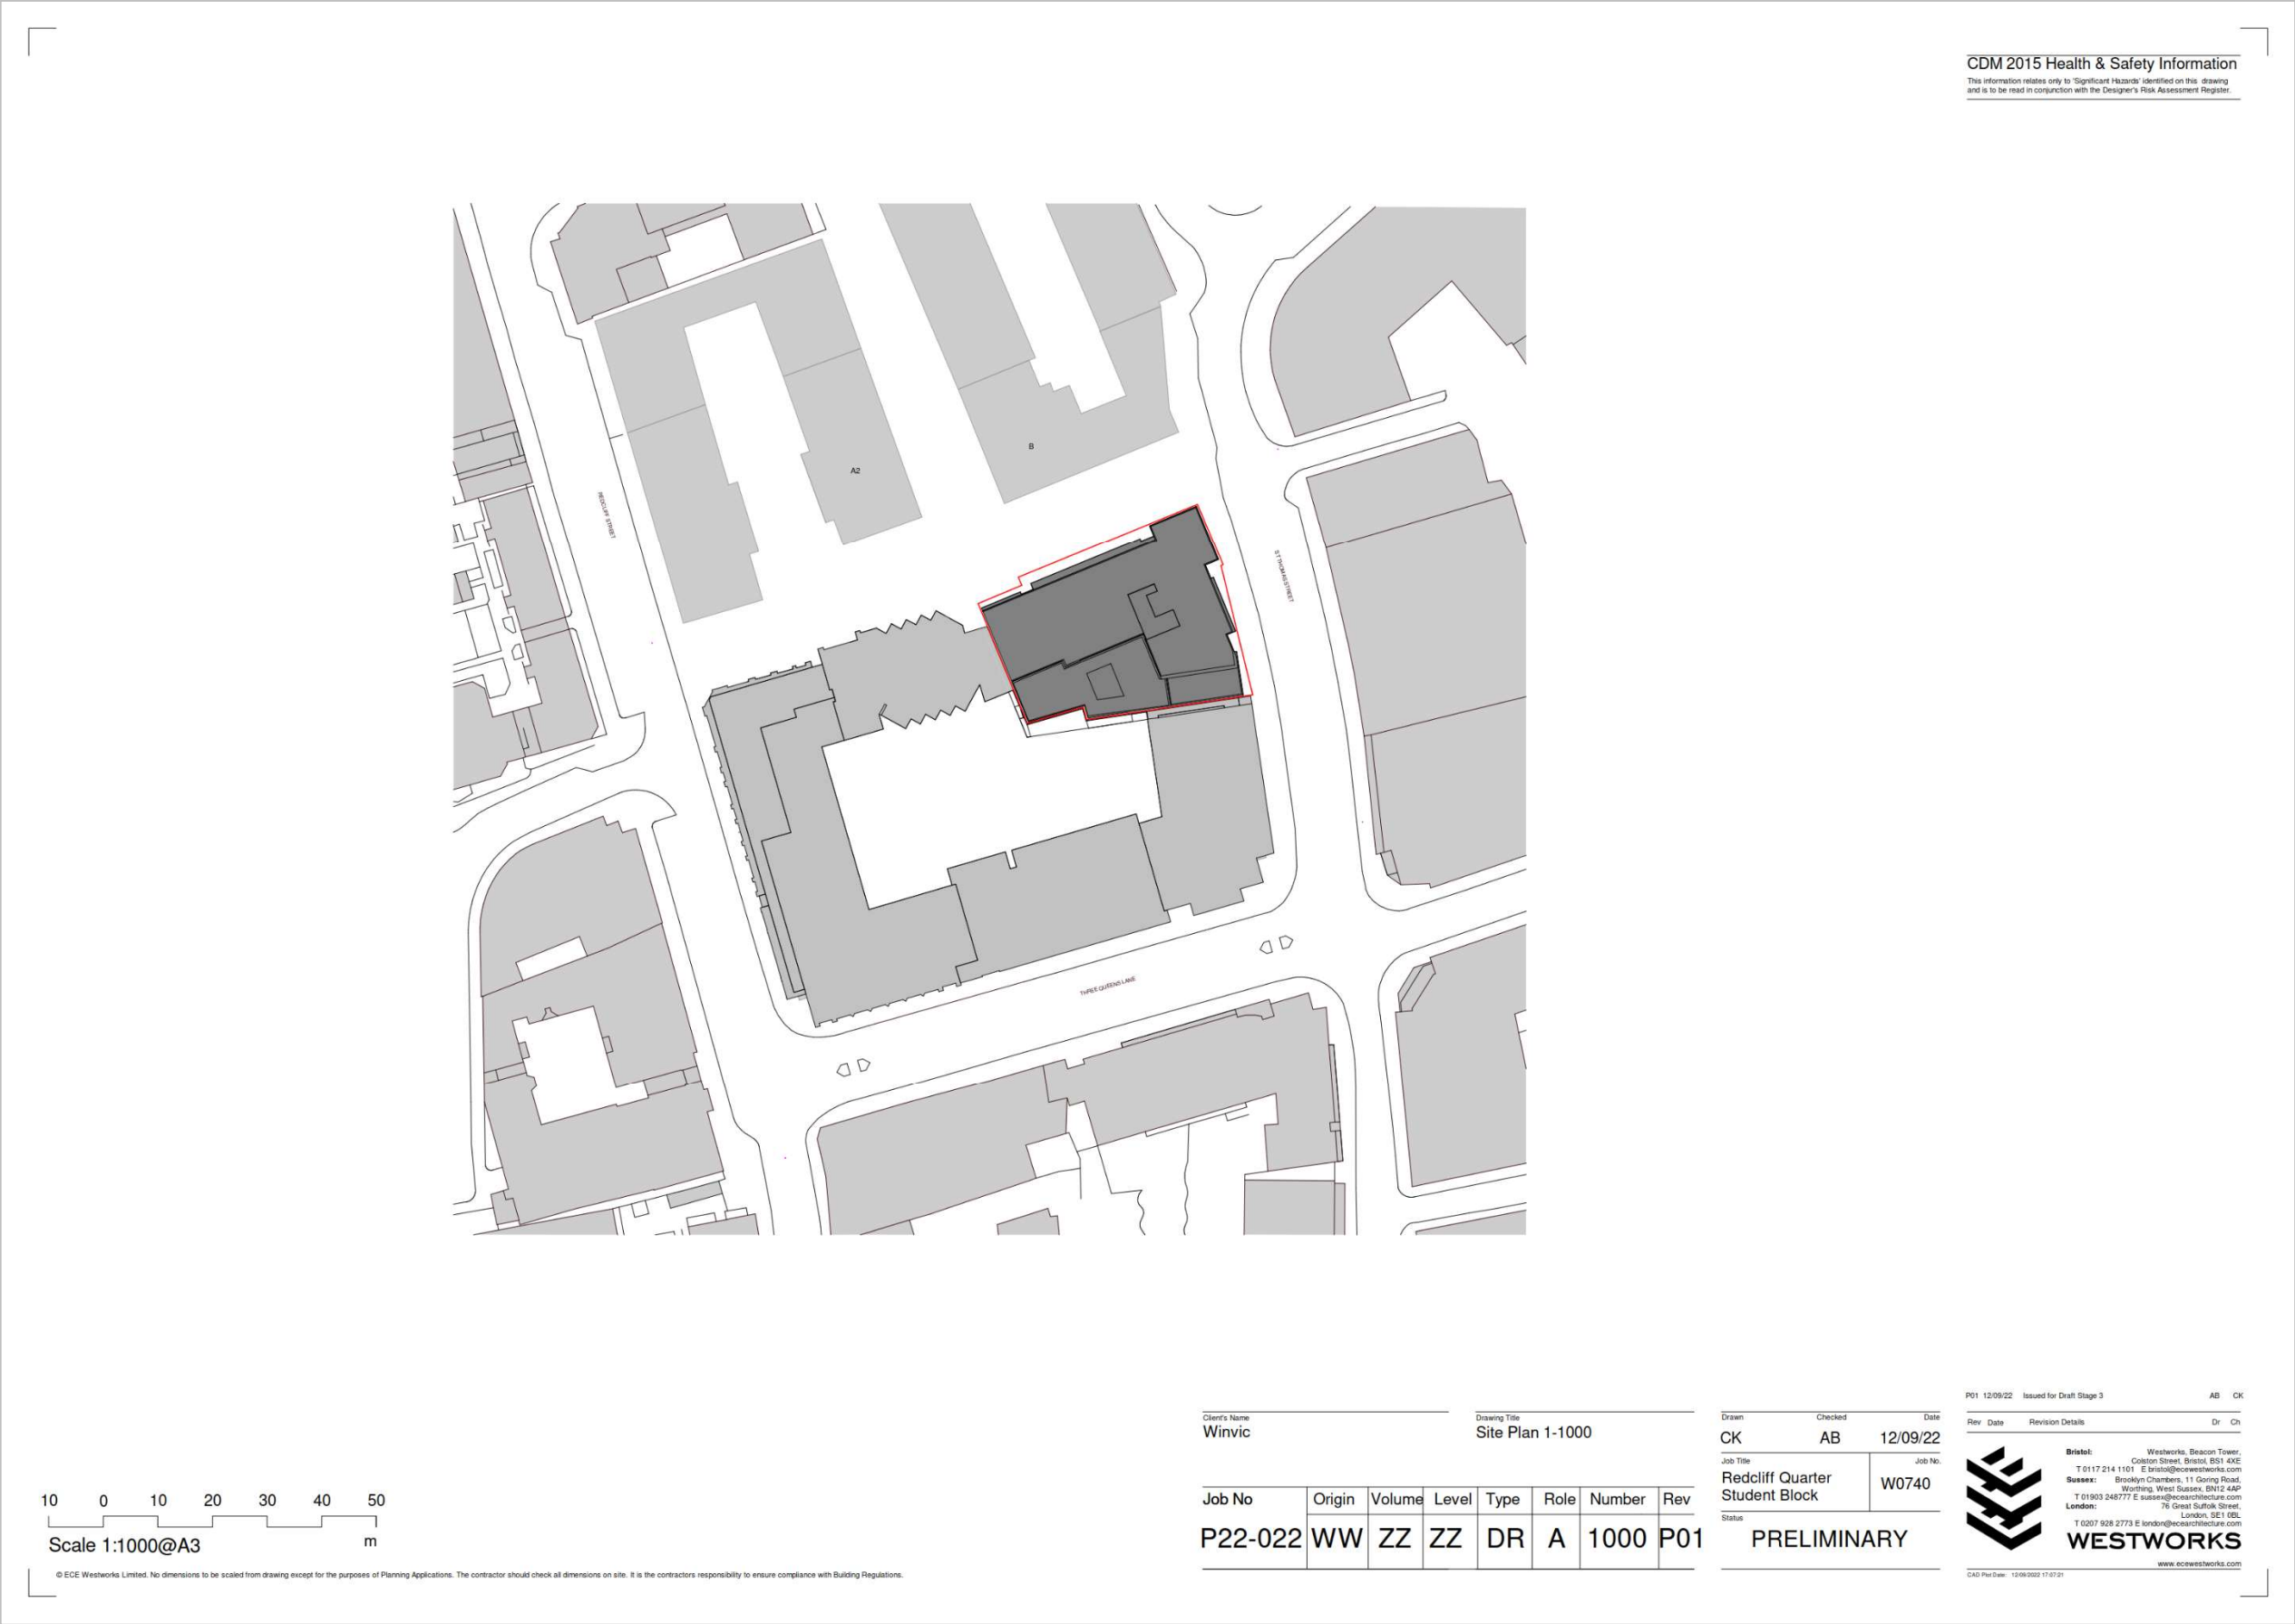 CDM 2015 Health & Safety Information
This information relates only to 'Significant Hazards' identified on this drawing
and is to be read in conjunction with the Designer's Risk Assessment Register.
B
A2
REDCLIFF STREET
ST THOMAS STREET
THREE QUEENS LANE
P01 12/09/22 Issued for Draft Stage 3 AB CK
Rev Date Revision Details Dr Ch
Client's Name
Winvic
Drawing Title
Site Plan 1-1000
Drawn Checked Date
CK AB 12/09/22
Job Title Job No.
Redcliff Quarter
Student Block
W0740
Status
PRELIMINARY
Job No Origin Volume Level Type Role Number Rev
P22-022 WW ZZ ZZ DR A 1000 P01
Bristol: Westworks, Beacon Tower,
Colston Street, Bristol, BS1 4XE
T 0117 214 1101 E bristol@ecewestworks.com
Sussex: Brooklyn Chambers, 11 Goring Road,
Worthing, West Sussex, BN12 4AP
T 01903 248777 E sussex@ecearchitecture.com
London: 76 Great Suffolk Street,
London, SE1 0BL
T 0207 928 2773 E london@ecearchitecture.com
WESTWORKS
www.ecewestworks.com
CAD Plot Date: 12/09/2022 17:07:21
10 0 10 20 30 40 50
m
Scale 1:1000@A3
© ECE Westworks Limited. No dimensions to be scaled from drawing except for the purposes of Planning Applications. The contractor should check all dimensions on site. It is the contractors responsibility to ensure compliance with Building Regulations.